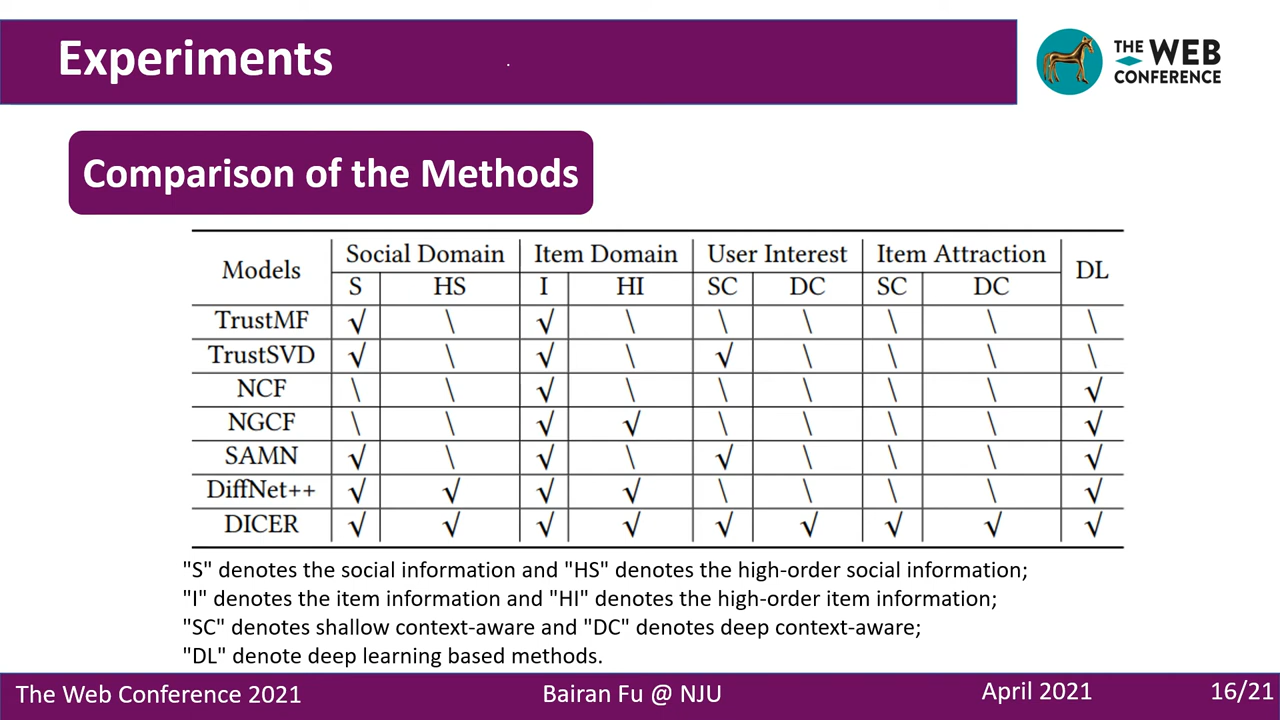 Experiments
THE WEB
CONFERENCE
Comparison of the Methods
Models Social Domain Item Domain User Interest Item Attraction DL
S HS I HI SC DC SC DC
TrustMF √ \ √ \ \ \ \ \ \
TrustSVD √ \ √ \ √ \ \ \ \
NCF \ \ √ \ \ \ \ \ √
NGCF \ \ √ √ \ \ \ \ √
SAMN √ \ √ \ √ \ \ \ √
DiffNet++ √ √ √ √ \ \ \ \ √
DICER √ √ √ √ √ √ √ √ √
"S" denotes the social information and "HS" denotes the high-order social information;
"I" denotes the item information and "HI" denotes the high-order item information;
"SC" denotes shallow context-aware and "DC" denotes deep context-aware;
"DL" denote deep learning based methods.
The Web Conference 2021 Bairan Fu @ NJU April 2021 16/21